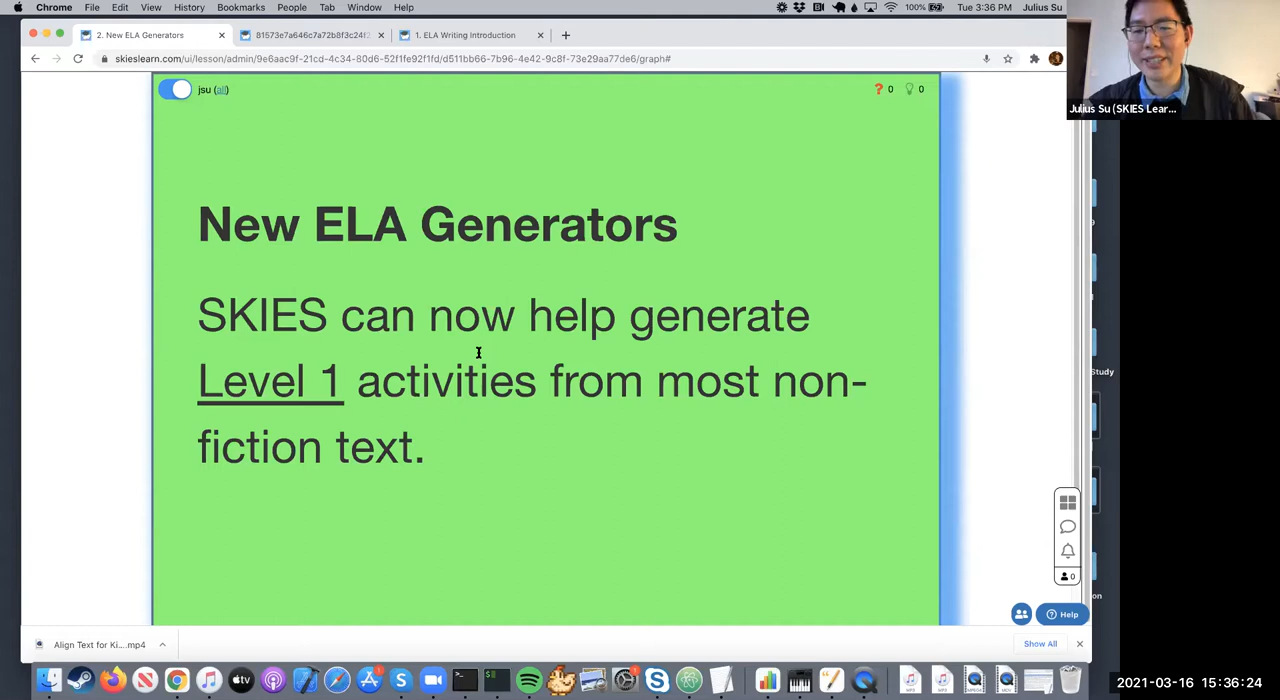 Chrome File Edit View History Bookmarks People Tab Window Help
100% Tue 3:36 PM Julius Su
2. New ELA Generators
81573e7a646c7a72b8f3c24f
1. ELA Writing Introduction
skieslearn.com/ui/lesson/admin/9e6aac9f-21cd-4c34-80d6-52f1fe92f1fd/d511bb66-7b96-4e42-9c8f-73e29aa77de6/graph#
Julius Su (SKIES Lear...
jsu (all)
? 0 0
New ELA Generators
SKIES can now help generate
Level 1 activities from most non-
fiction text.
Study
0
on
Help
Align Text for Ki....mp4
Show All
2021-03-16 15:36:24